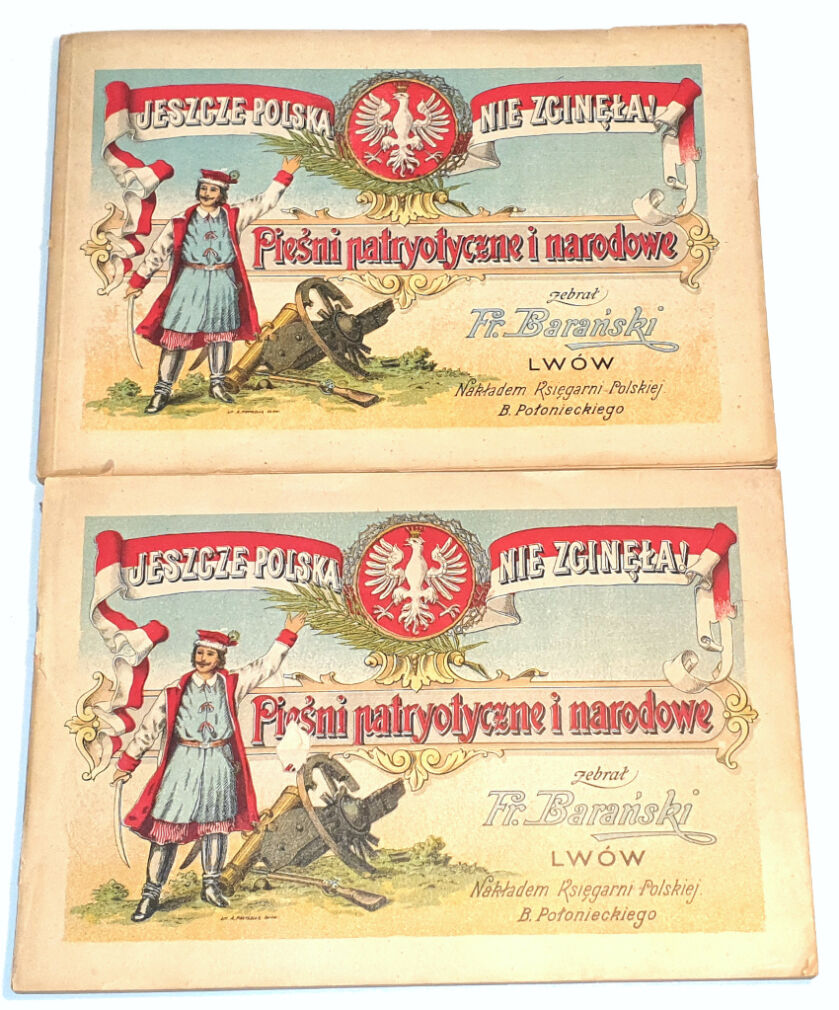 JESZCZE POLSKA NIE ZGINĘŁA!
Pieśni patryotyczne i narodowe
zebrał
Fr. Barański
LWÓW
Nakładem Księgarni Polskiej
B. Połonieckiego
JESZCZE POLSKA NIE ZGINĘŁA!
Pieśni patryotyczne i narodowe
zebrał
Fr. Barański
LWÓW
Nakładem Księgarni Polskiej.
B. Połonieckiego